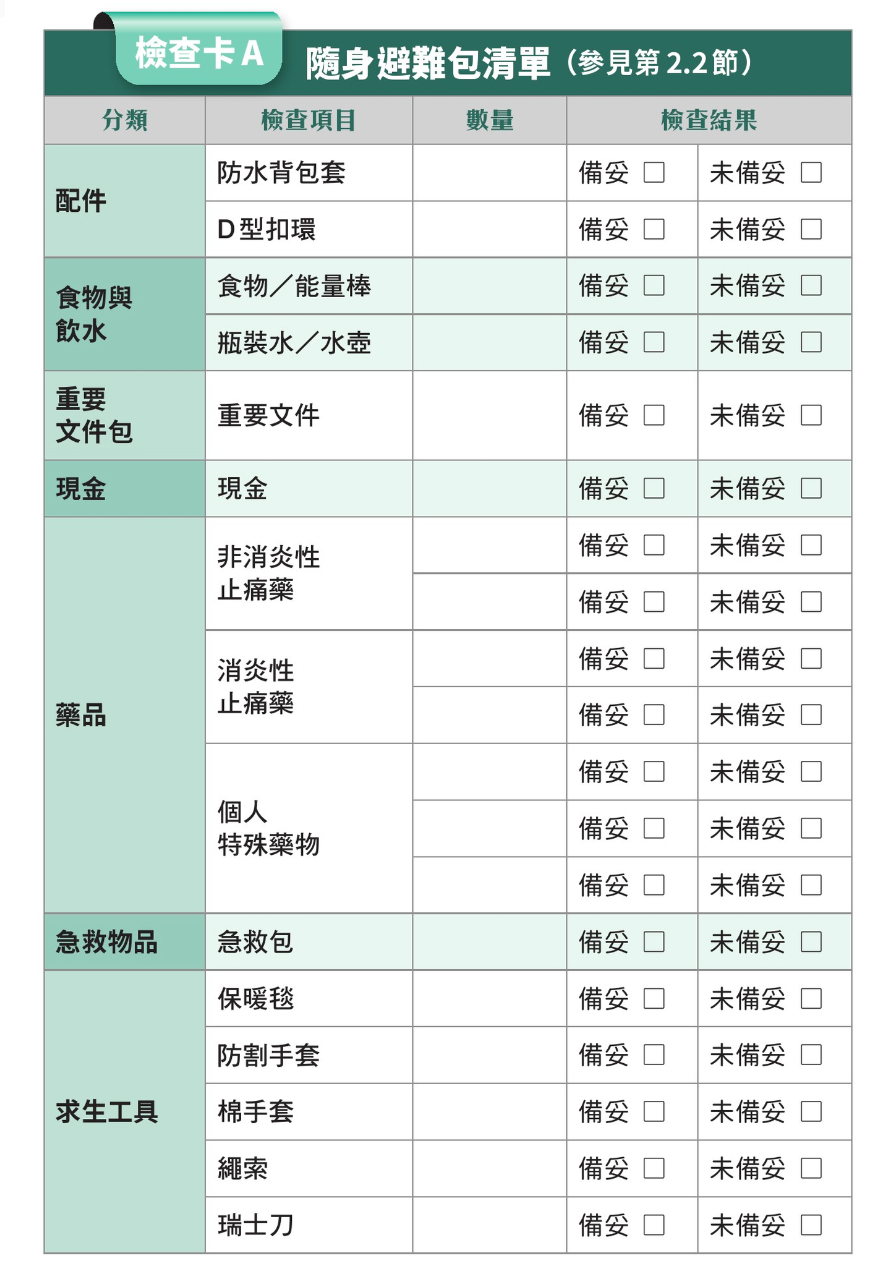 檢查卡A
隨身避難包清單（參見第2.2節）
分類 檢查項目 數量 檢查結果
配件
防水背包套 備妥 □ 未備妥 □
D型扣環 備妥 □ 未備妥 □
食物與
飲水
食物／能量棒 備妥 □ 未備妥 □
瓶裝水／水壺 備妥 □ 未備妥 □
重要
文件包
重要文件 備妥 □ 未備妥 □
現金 現金 備妥 □ 未備妥 □
藥品
非消炎性
止痛藥
備妥 □ 未備妥 □
備妥 □ 未備妥 □
消炎性
止痛藥
備妥 □ 未備妥 □
備妥 □ 未備妥 □
個人
特殊藥物
備妥 □ 未備妥 □
備妥 □ 未備妥 □
備妥 □ 未備妥 □
急救物品 急救包 備妥 □ 未備妥 □
求生工具
保暖毯 備妥 □ 未備妥 □
防割手套 備妥 □ 未備妥 □
棉手套 備妥 □ 未備妥 □
繩索 備妥 □ 未備妥 □
瑞士刀 備妥 □ 未備妥 □